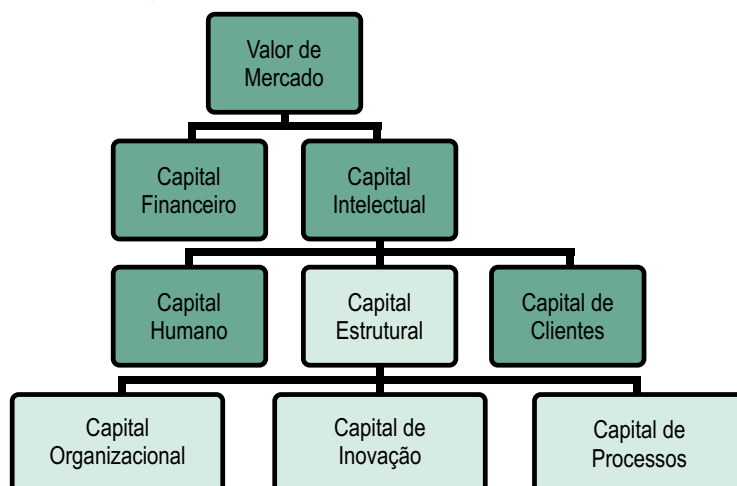 Valor de
Mercado
Capital
Financeiro
Capital
Intelectual
Capital
Humano
Capital
Estrutural
Capital de
Clientes
Capital
Organizacional
Capital de
Inovação
Capital de
Processos